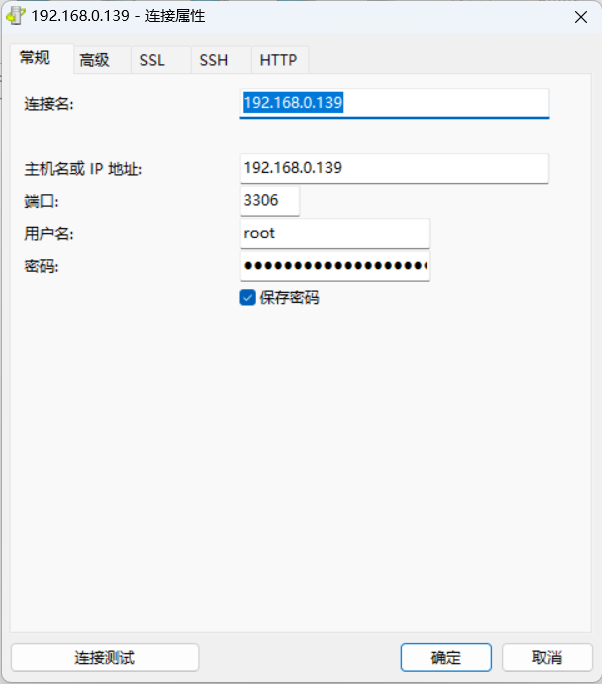 192.168.0.139 - 连接属性
常规 高级 SSL SSH HTTP
连接名: 192.168.0.139
主机名或 IP 地址: 192.168.0.139
端口: 3306
用户名: root
密码: ●●●●●●●●●●●●●●●●●●●
保存密码
连接测试 确定 取消